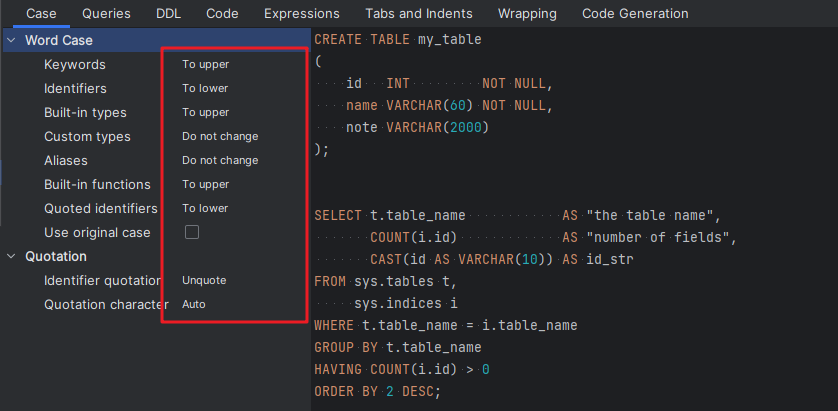 Case Queries DDL Code Expressions Tabs and Indents Wrapping Code Generation
Word Case
Keywords To upper
Identifiers To lower
Built-in types To upper
Custom types Do not change
Aliases Do not change
Built-in functions To upper
Quoted identifiers To lower
Use original case
Quotation
Identifier quotation Unquote
Quotation character Auto
CREATE TABLE my_table
(
    id   INT         NOT NULL,
    name VARCHAR(60) NOT NULL,
    note VARCHAR(2000)
);
SELECT t.table_name            AS "the table name",
       COUNT(i.id)             AS "number of fields",
       CAST(id AS VARCHAR(10)) AS id_str
FROM sys.tables t,
     sys.indices i
WHERE t.table_name = i.table_name
GROUP BY t.table_name
HAVING COUNT(i.id) > 0
ORDER BY 2 DESC;